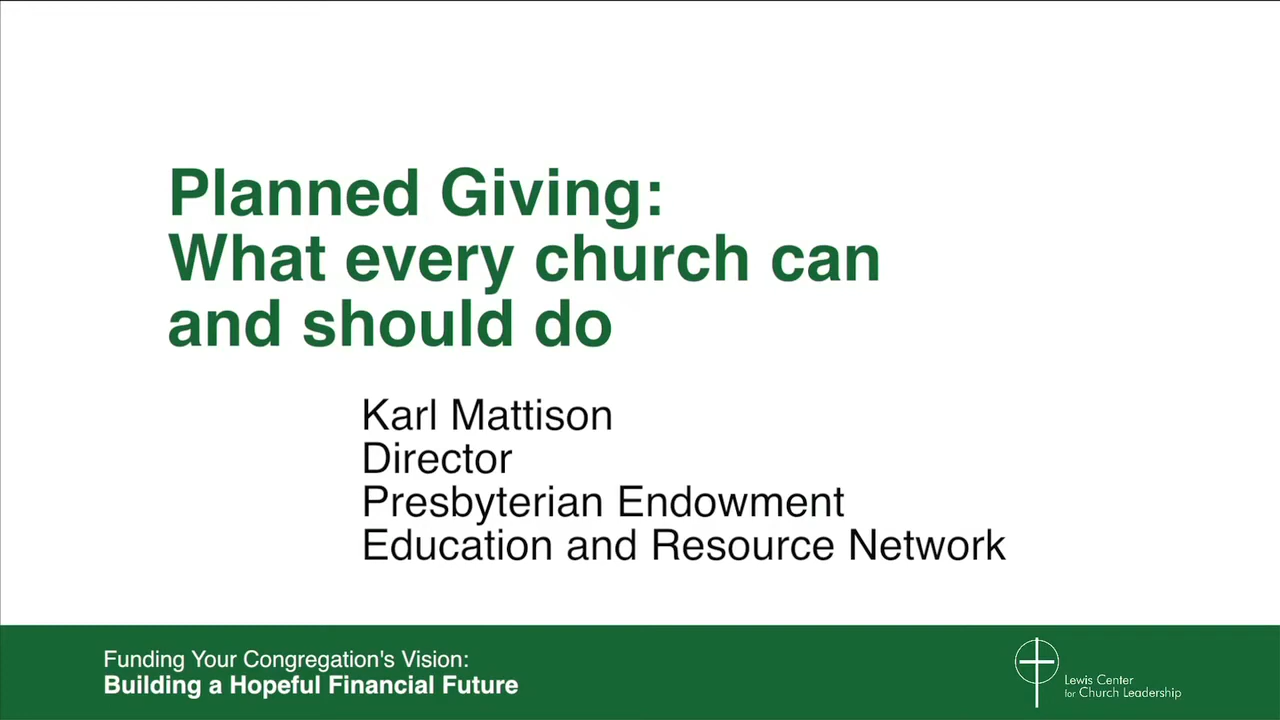 Planned Giving:
What every church can
and should do
Karl Mattison
Director
Presbyterian Endowment
Education and Resource Network
Funding Your Congregation's Vision:
Building a Hopeful Financial Future
Lewis Center
for Church Leadership